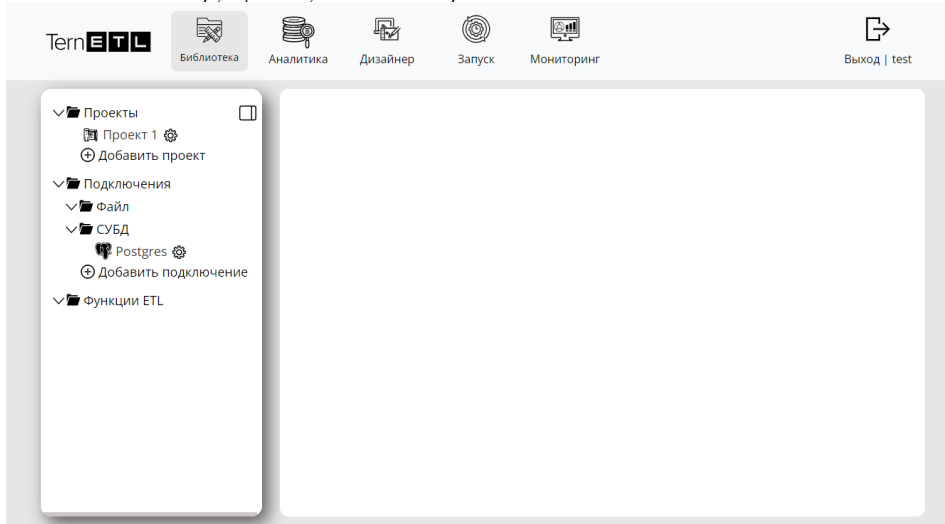 TernETL
Библиотека
Аналитика
Дизайнер
Запуск
Мониторинг
Выход | test
Проекты
Проект 1
Добавить проект
Подключения
Файл
СУБД
Postgres
Добавить подключение
Функции ETL